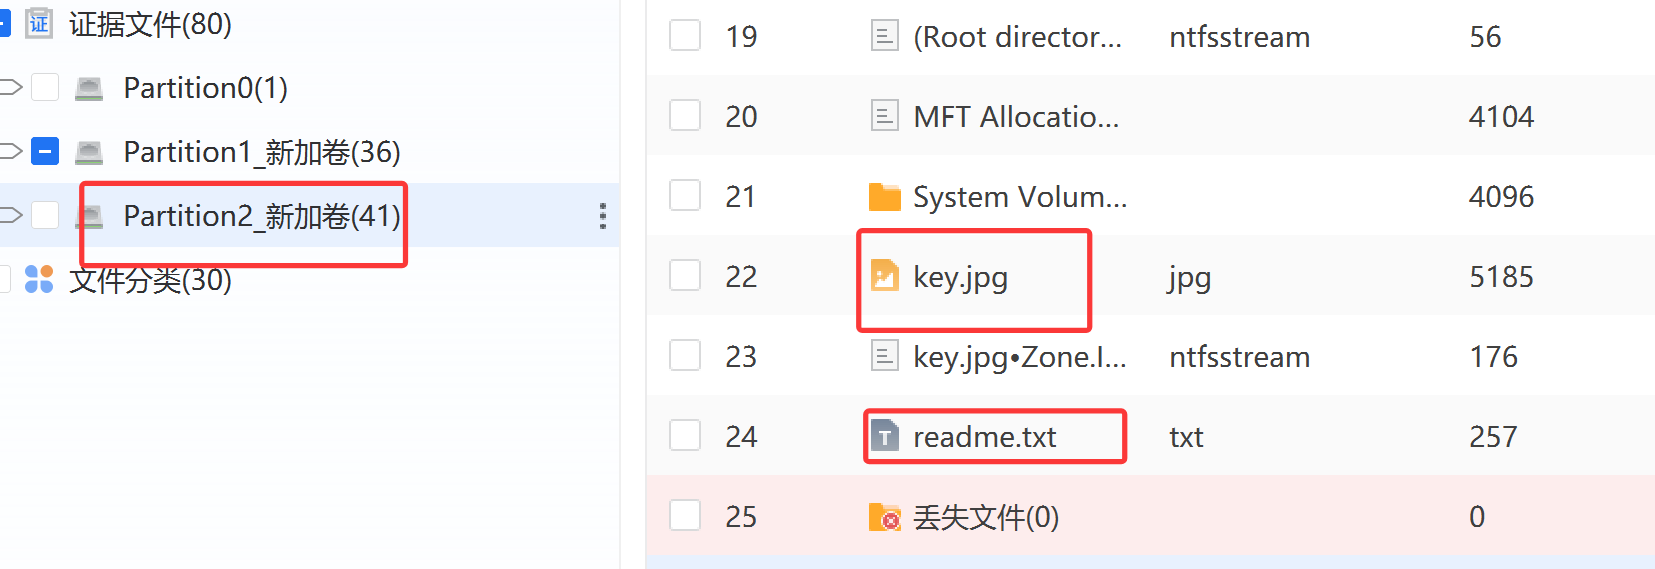 证 证据文件(80)
Partition0(1)
Partition1_新加卷(36)
Partition2_新加卷(41)
文件分类(30)
19 (Root director... ntfsstream 56
20 MFT Allocatio... 4104
21 System Volum... 4096
22 key.jpg jpg 5185
23 key.jpg•Zone.I... ntfsstream 176
24 T readme.txt txt 257
25 丢失文件(0) 0